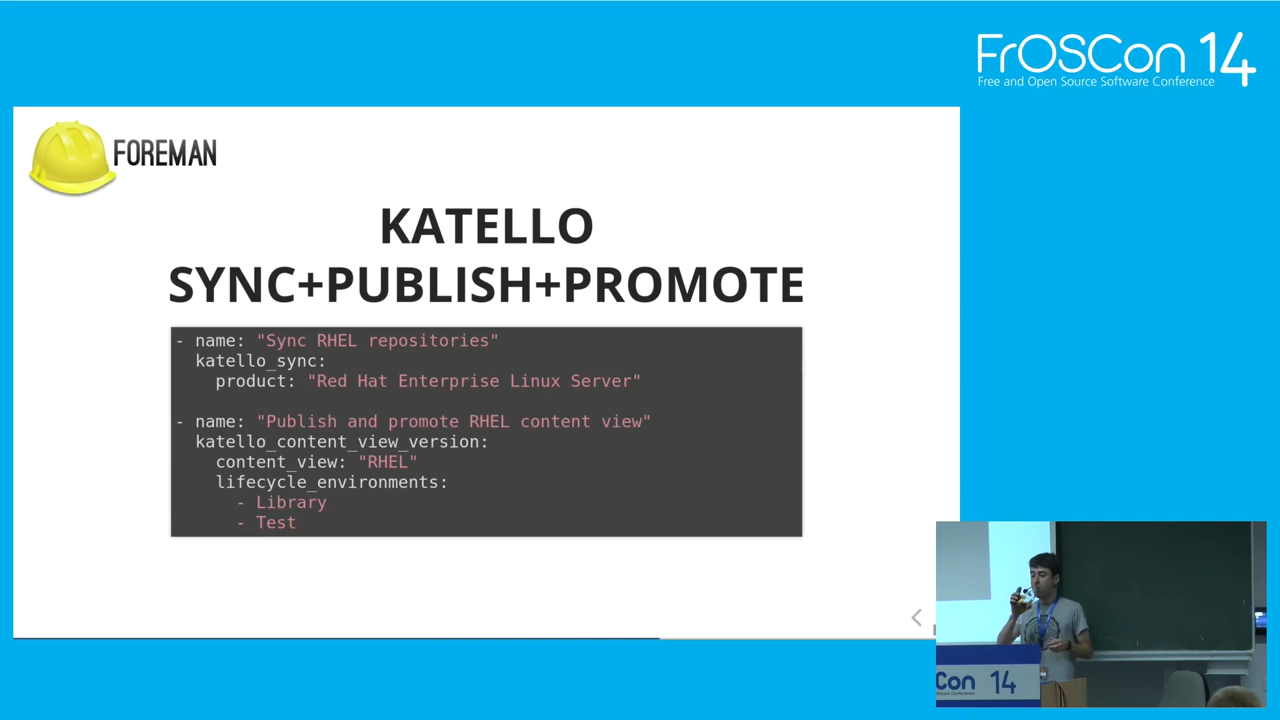 FrOSCon 14
Free and Open Source Software Conference
FOREMAN
KATELLO
SYNC+PUBLISH+PROMOTE
- name: "Sync RHEL repositories"
  katello_sync:
    product: "Red Hat Enterprise Linux Server"
- name: "Publish and promote RHEL content view"
  katello_content_view_version:
    content_view: "RHEL"
    lifecycle_environments:
      - Library
      - Test
Con 14